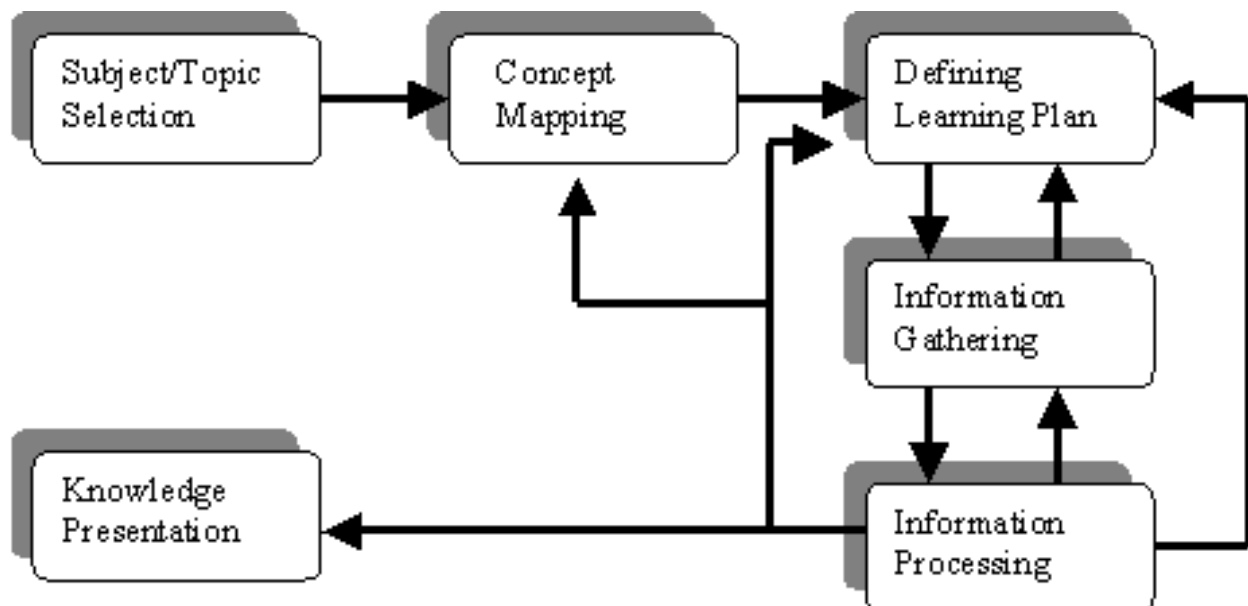 Subject/Topic
Selection
Concept
Mapping
Defining
Learning Plan
Information
Gathering
Knowledge
Presentation
Information
Processing